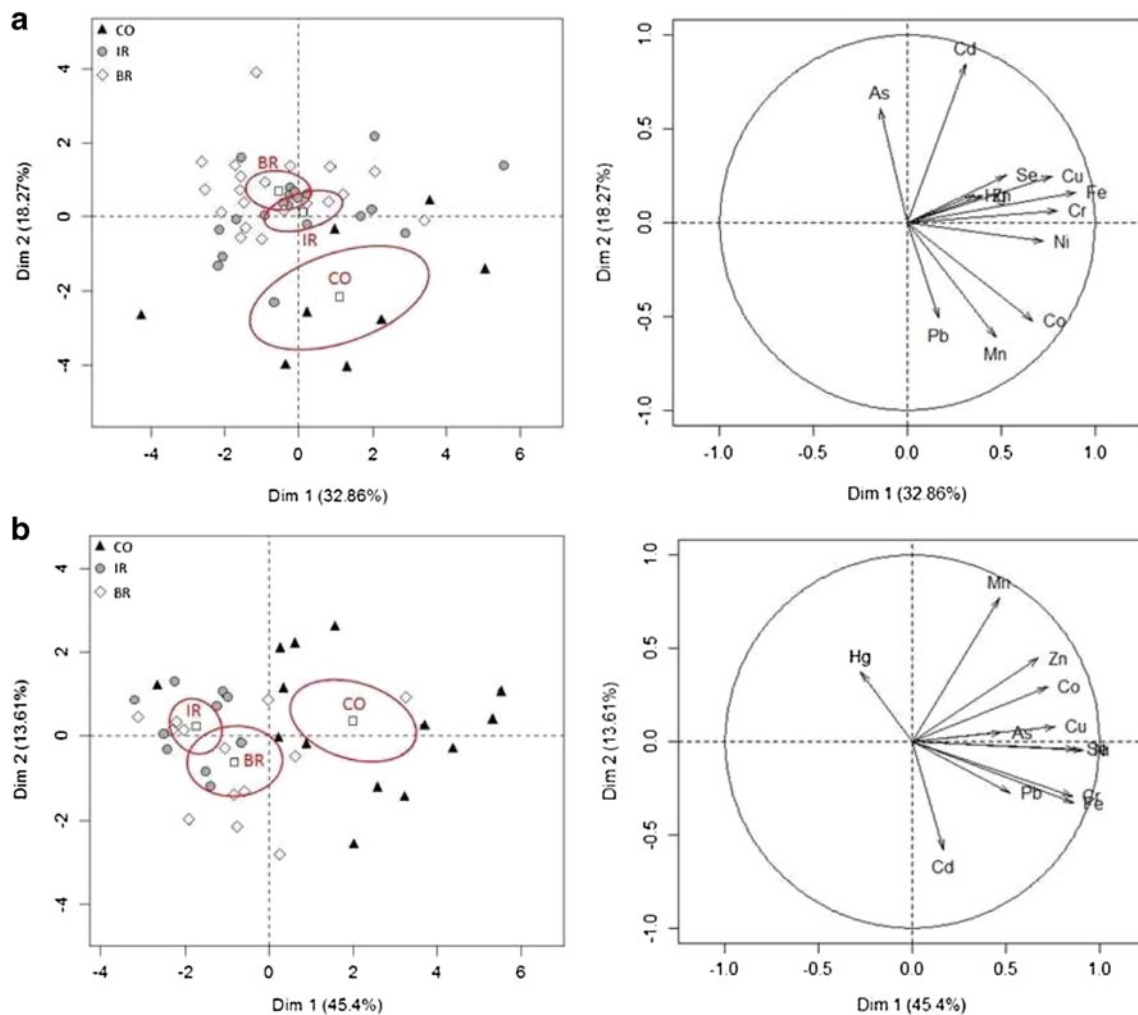 a
CO
IR
BR
BR
IR
CO
4
2
0
-2
-4
Dim 2 (18.27%)
-4
-2
0
2
4
6
Dim 1 (32.86%)
1.0
0.5
0.0
-0.5
-1.0
Dim 2 (18.27%)
Cd
As
Se
Cu
Fe
Zn
Cr
Ni
Co
Pb
Mn
-1.0
-0.5
0.0
0.5
1.0
Dim 1 (32.86%)
b
CO
IR
BR
CO
IR
BR
4
2
0
-2
-4
Dim 2 (13.61%)
-4
-2
0
2
4
6
Dim 1 (45.4%)
1.0
0.5
0.0
-0.5
-1.0
Dim 2 (13.61%)
Mn
Hg
Zn
Co
Cu
As
Pb
Cr
Fe
Cd
-1.0
-0.5
0.0
0.5
1.0
Dim 1 (45.4%)